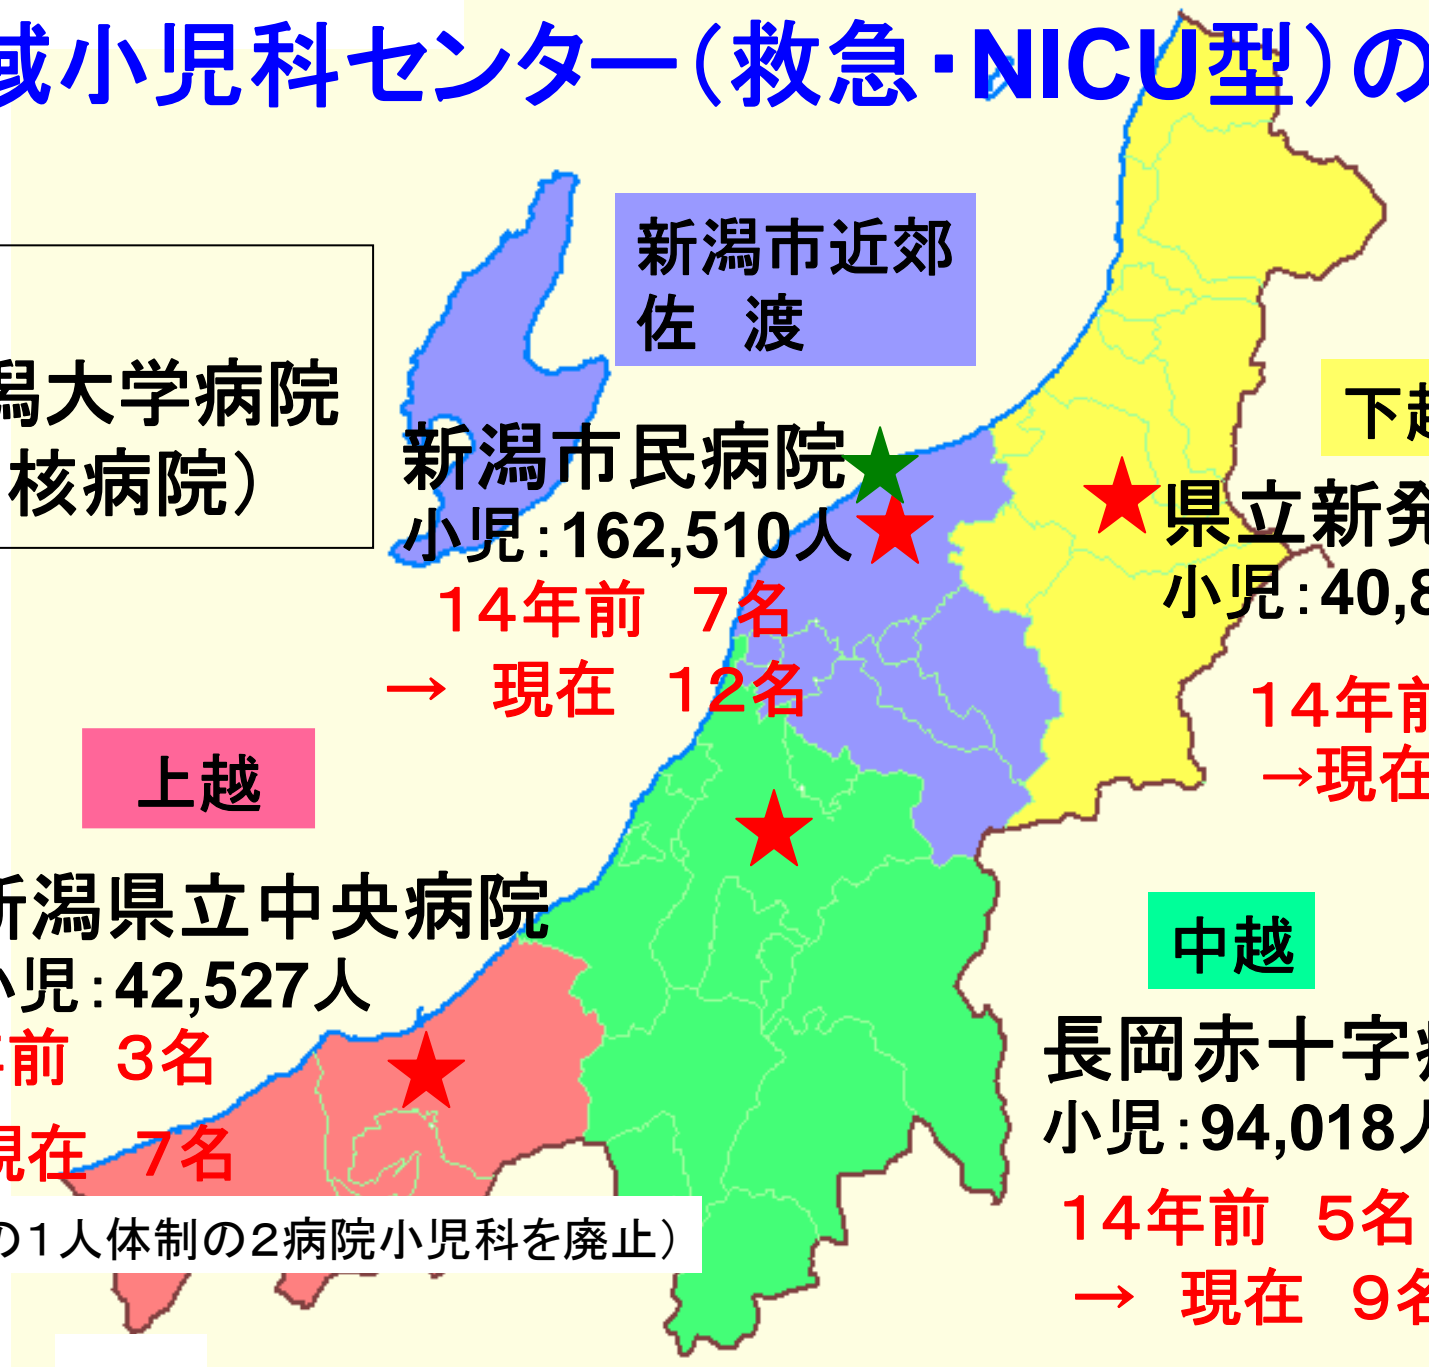 域小児科センター（救急・NICU型）の
新潟市近郊
佐　渡
潟大学病院
核病院）
新潟市民病院
小児：162,510人
14年前　7名
→　現在　12名
下越
県立新発
小児：40,8
14年前
→現在
上越
新潟県立中央病院
小児：42,527人
年前　3名
現在　7名
の1人体制の2病院小児科を廃止）
中越
長岡赤十字病
小児：94,018人
14年前　5名
→　現在　9名